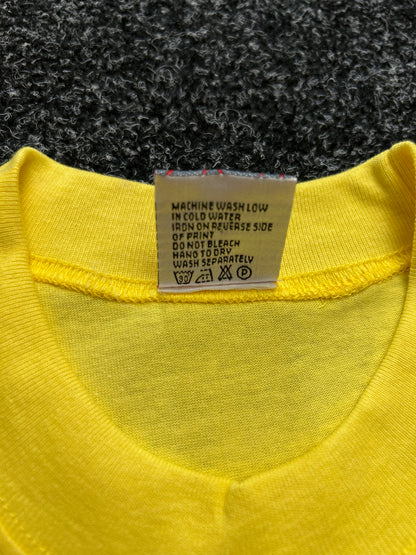 MACHINE WASH LOW
IN COLD WATER
IRON ON REVERSE SIDE
OF PRINT
DO NOT BLEACH
HANG TO DRY
WASH SEPARATELY
30 P